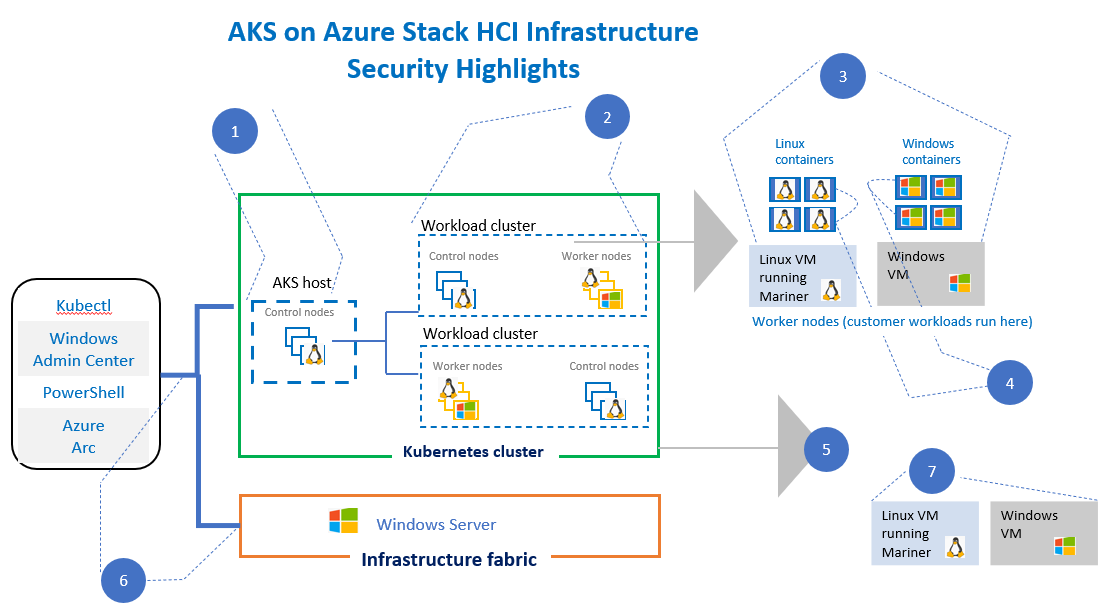 AKS on Azure Stack HCI Infrastructure
Security Highlights
1
2
3
Linux
containers
Windows
containers
Linux VM
running
Mariner
Windows
VM
Worker nodes (customer workloads run here)
4
Kubectl
Windows
Admin Center
PowerShell
Azure
Arc
AKS host
Control nodes
Workload cluster
Control nodes
Worker nodes
Workload cluster
Worker nodes
Control nodes
Kubernetes cluster
5
Windows Server
Infrastructure fabric
6
7
Linux VM
running
Mariner
Windows
VM